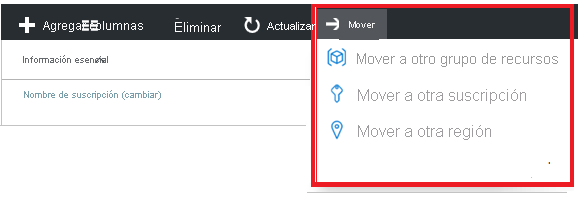 Agregar columnas Eliminar Actualizar Mover
Información esencial
Nombre de suscripción (cambiar)
Mover a otro grupo de recursos
Mover a otra suscripción
Mover a otra región